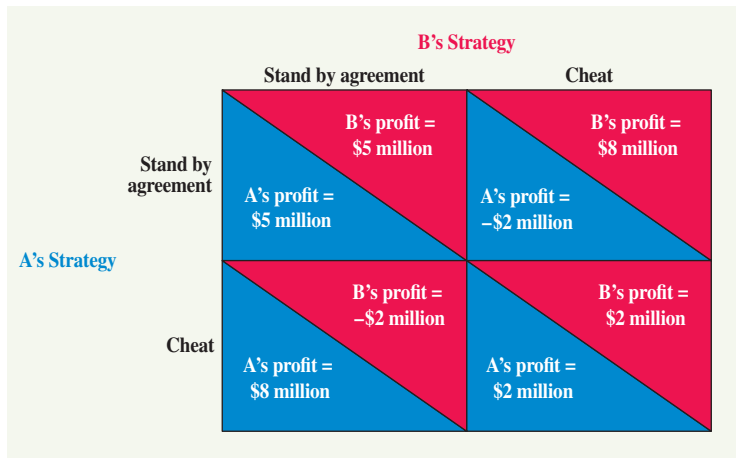 B's Strategy
Stand by agreement
Cheat
B's profit =
$5 million
B's profit =
$8 million
Stand by
agreement
A's profit =
$5 million
A's profit =
–$2 million
A's Strategy
B's profit =
–$2 million
B's profit =
$2 million
Cheat
A's profit =
$8 million
A's profit =
$2 million